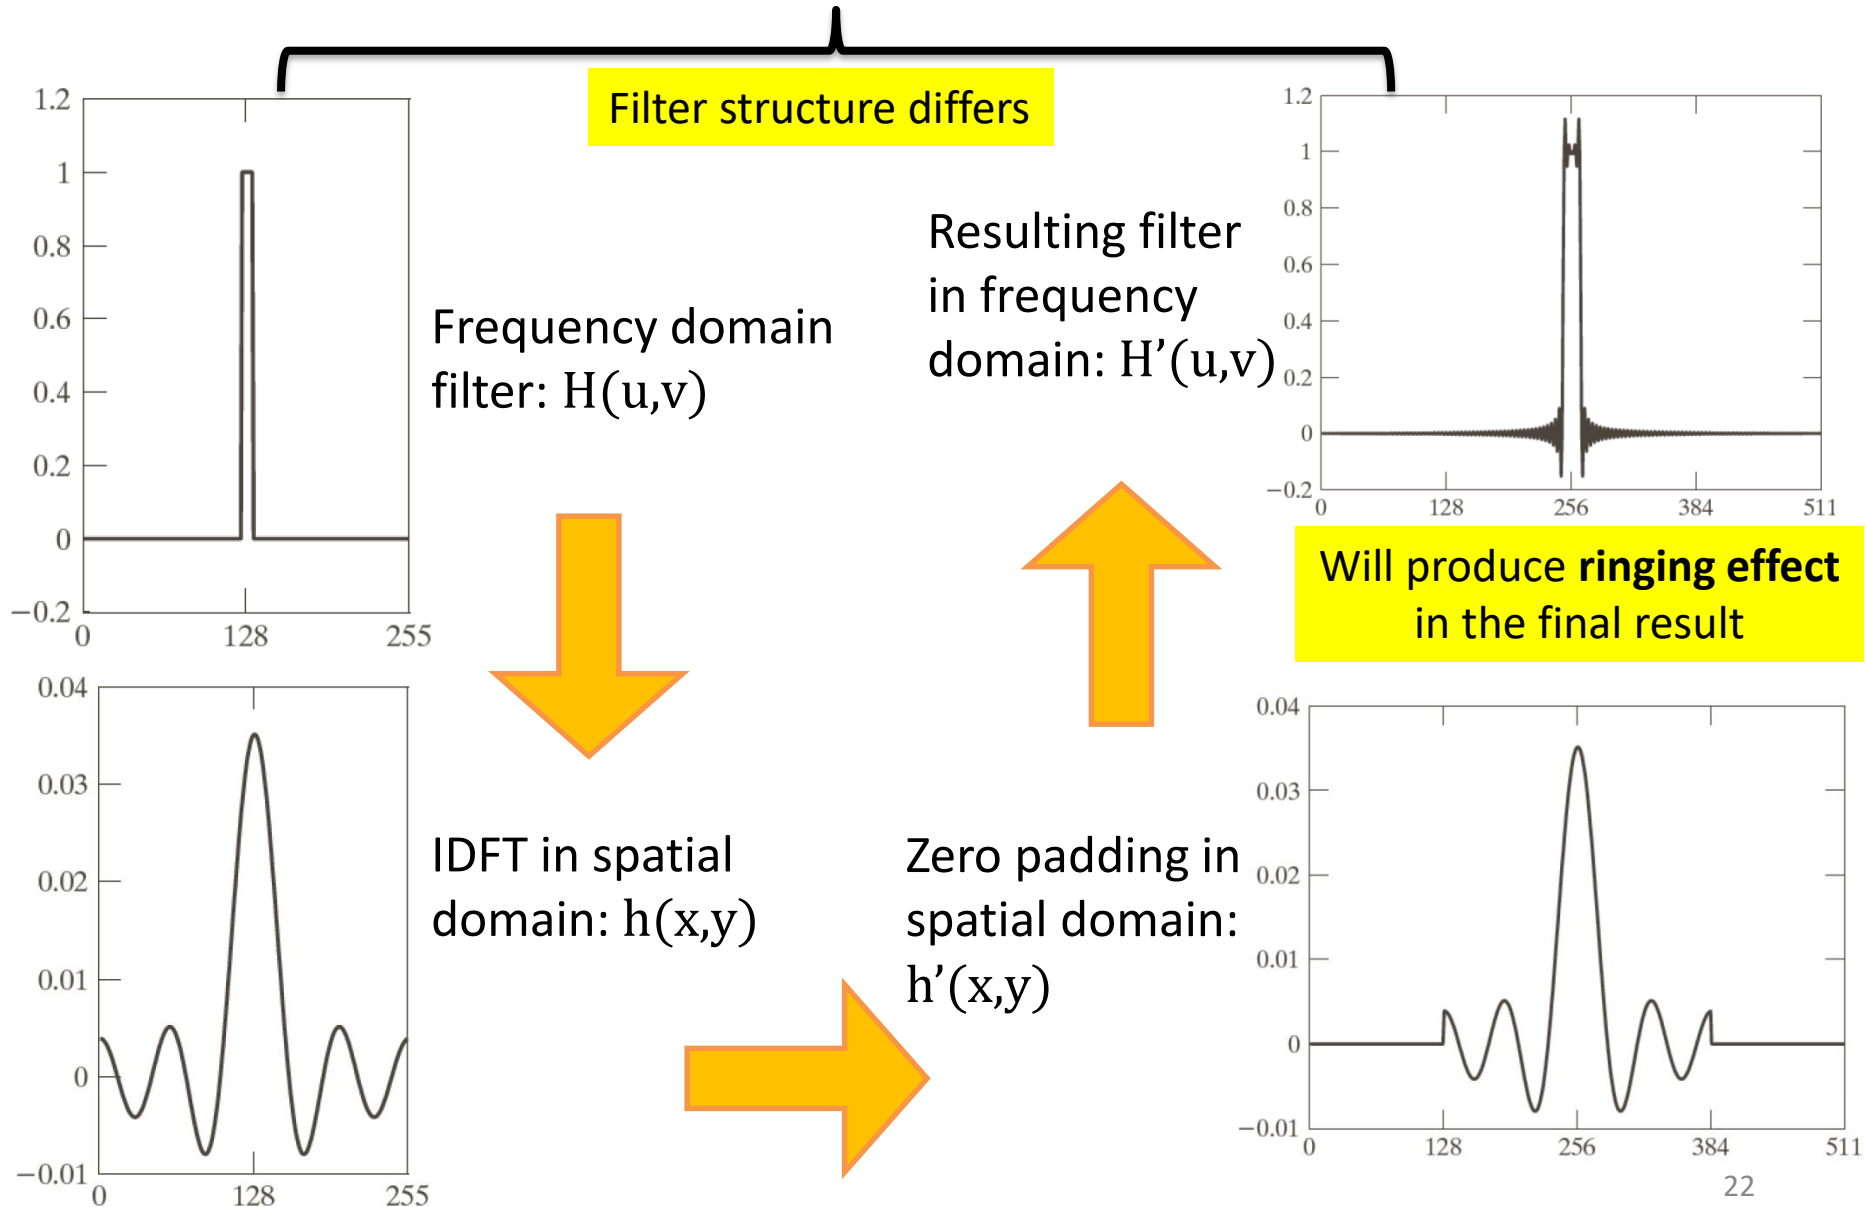 Filter structure differs
1.2
1
0.8
0.6
0.4
0.2
0
−0.2
0 128 255
Frequency domain
filter: H(u,v)
Resulting filter
in frequency
domain: H’(u,v)
1.2
1
0.8
0.6
0.4
0.2
0
−0.2
0 128 256 384 511
Will produce ringing effect
in the final result
0.04
0.03
0.02
0.01
0
−0.01
0 128 255
IDFT in spatial
domain: h(x,y)
Zero padding in
spatial domain:
h’(x,y)
0.04
0.03
0.02
0.01
0
−0.01
0 128 256 384 511
22